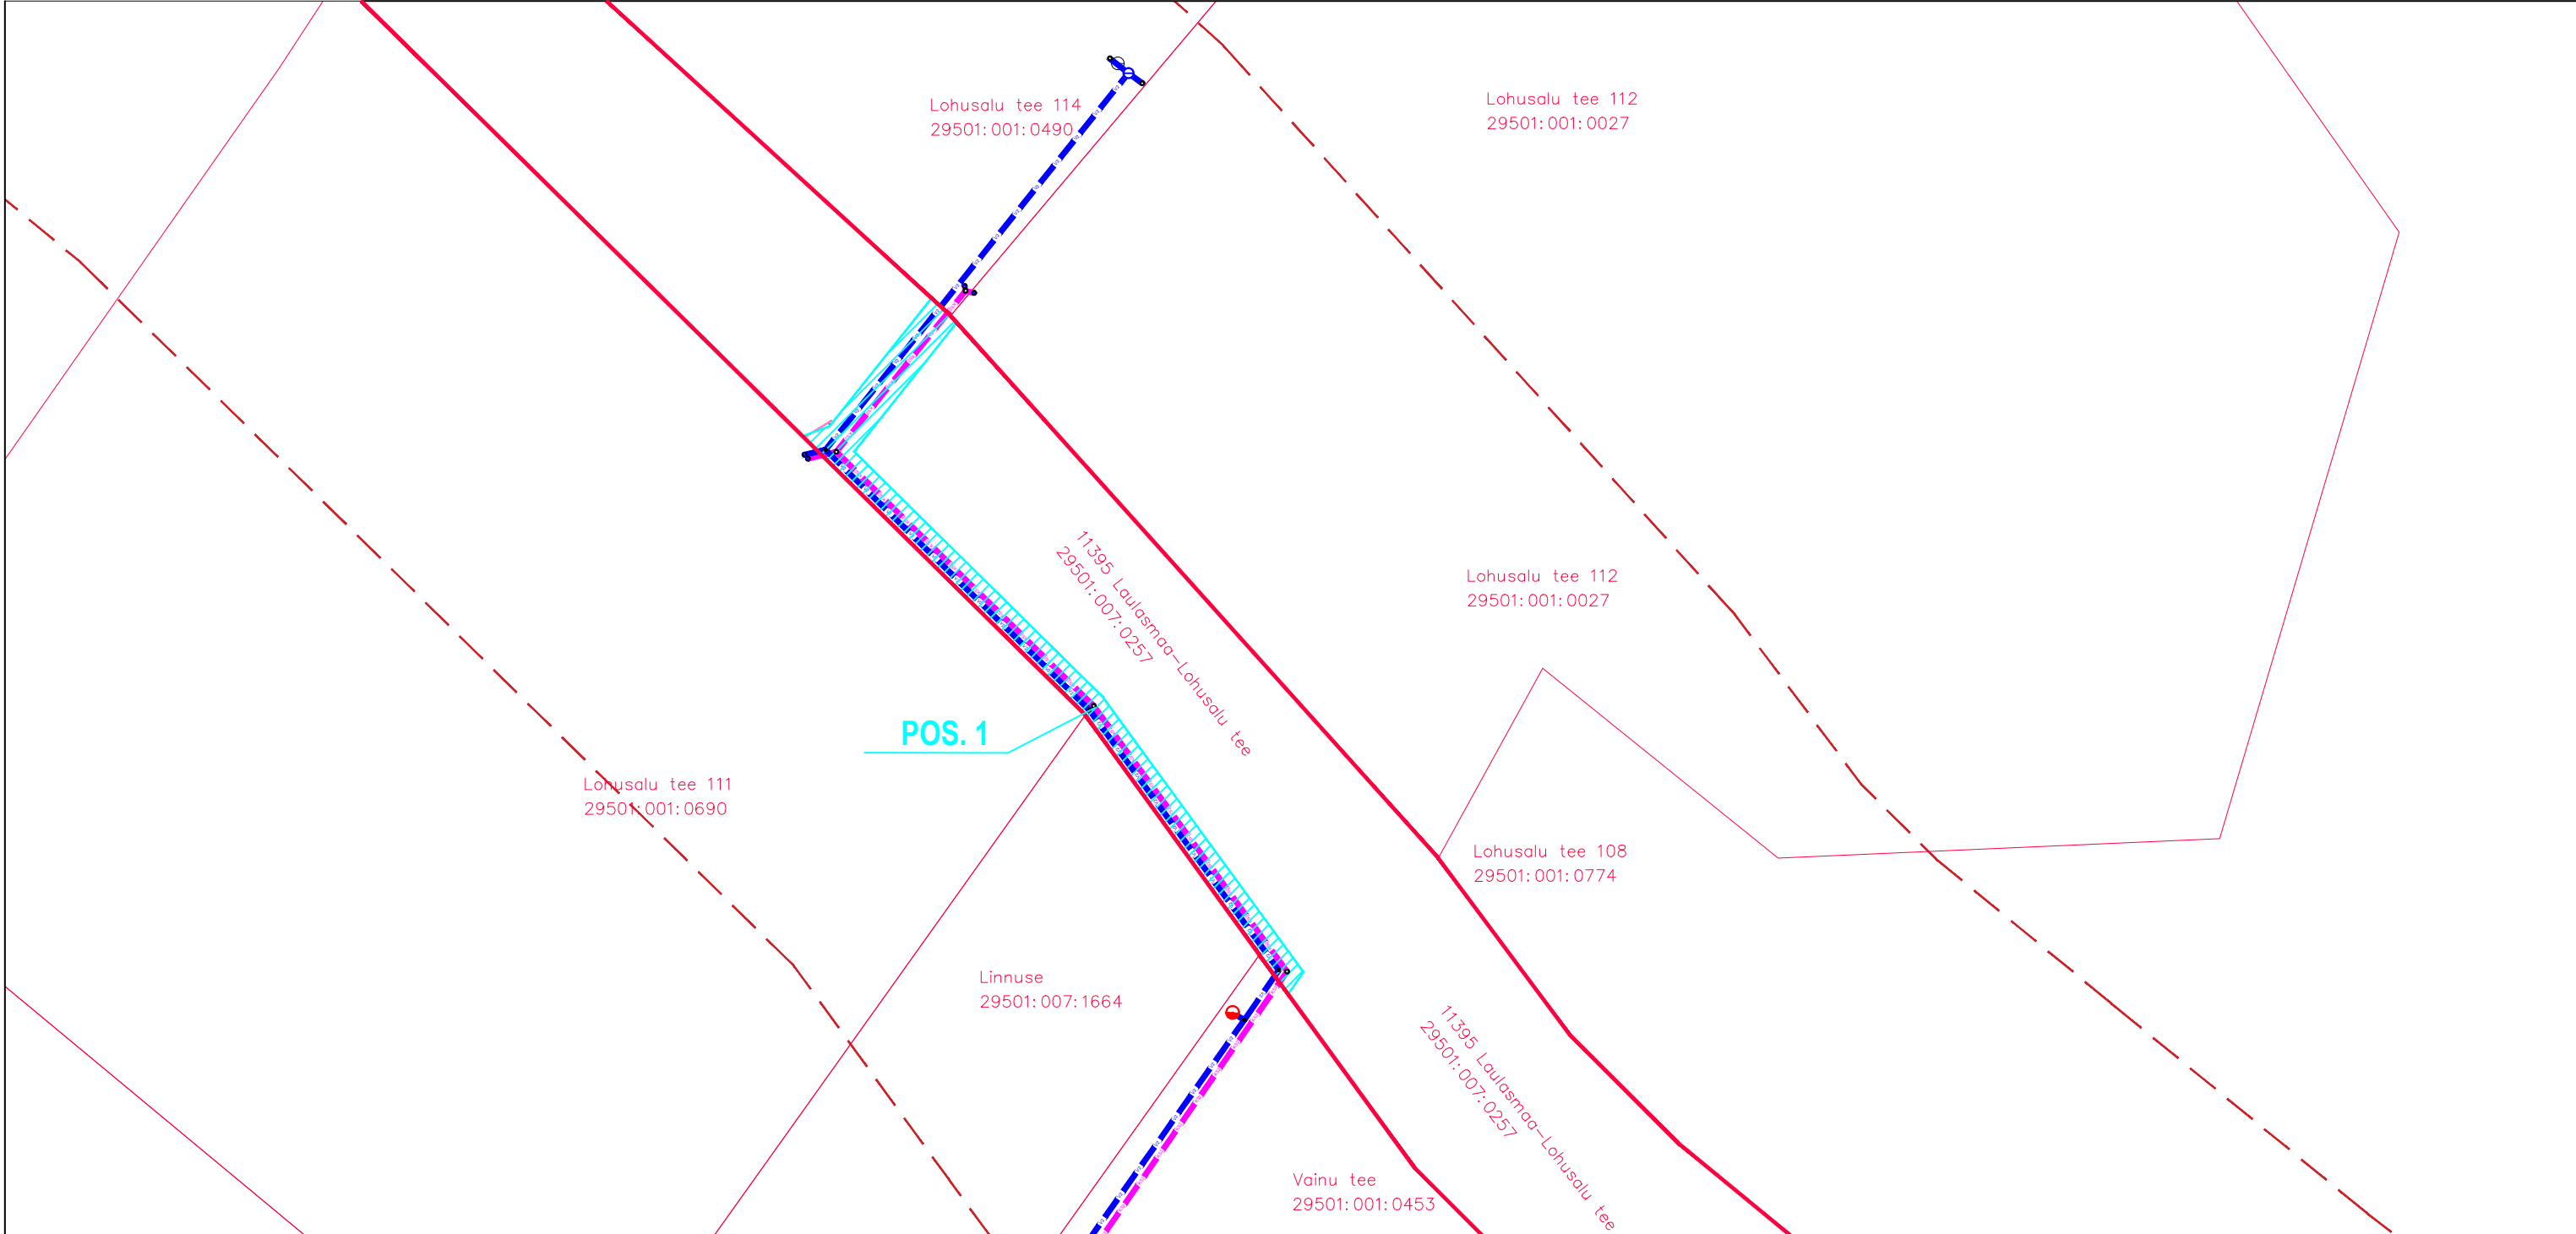 Lohusalu tee 112
29501:001:0027
Lohusalu tee 114
29501:001:0490
11395 Laulasmaa-Lohusalu tee
29501:007:0257
Lohusalu tee 112
29501:001:0027
POS. 1
Lohusalu tee 111
29501:001:0690
Lohusalu tee 108
29501:001:0774
Linnuse
29501:007:1664
11395 Laulasmaa-Lohusalu tee
29501:007:0257
Vainu tee
29501:001:0453